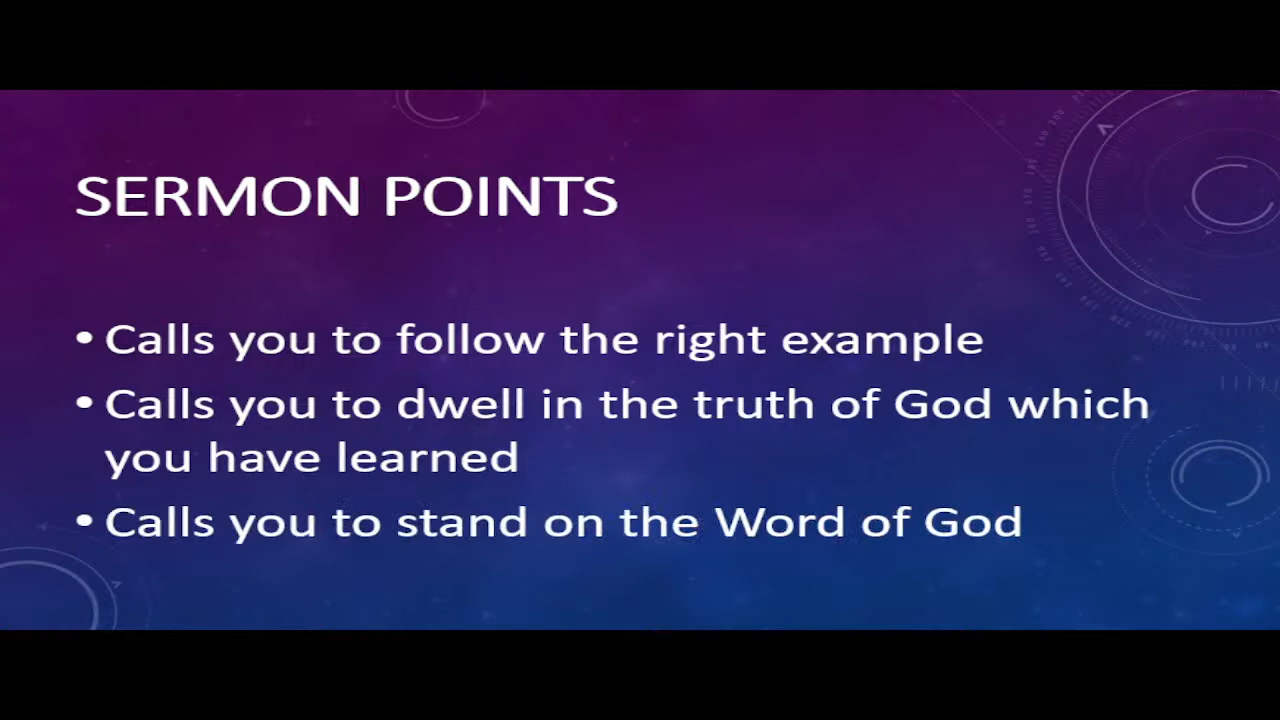 SERMON POINTS
• Calls you to follow the right example
• Calls you to dwell in the truth of God which
you have learned
• Calls you to stand on the Word of God